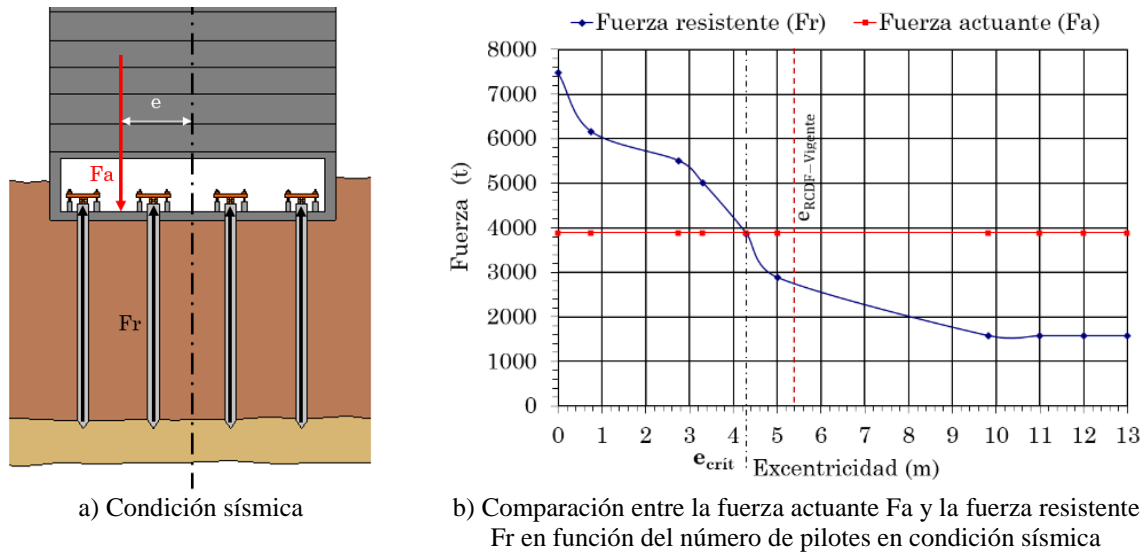 e
Fa
Fr
a) Condición sísmica
Fuerza resistente (Fr)
Fuerza actuante (Fa)
8000
7000
6000
5000
4000
3000
2000
1000
0
Fuerza (t)
e_RCDF−Vigente
0 1 2 3 4 5 6 7 8 9 10 11 12 13
e_crít Excentricidad (m)
b) Comparación entre la fuerza actuante Fa y la fuerza resistente
Fr en función del número de pilotes en condición sísmica